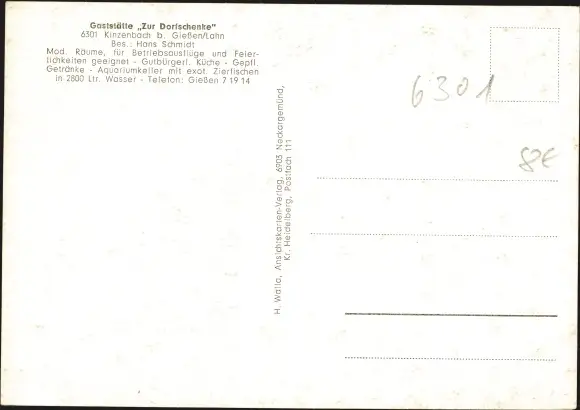 Gaststätte „Zur Dorfschenke"
6301 Kinzenbach b. Gießen/Lahn
Bes.: Hans Schmidt
Mod. Räume, für Betriebsausflüge und Feier-
lichkeiten geeignet - Gutbürgerl. Küche - Gepfl.
Getränke - Aquariumkeller mit exot. Zierfischen
in 2800 Ltr. Wasser - Telefon: Gießen 7 19 14
H. Walla, Ansichtskarten-Verlag, 6903 Neckargemünd,
Kr. Heidelberg, Postfach 111
6301
8€